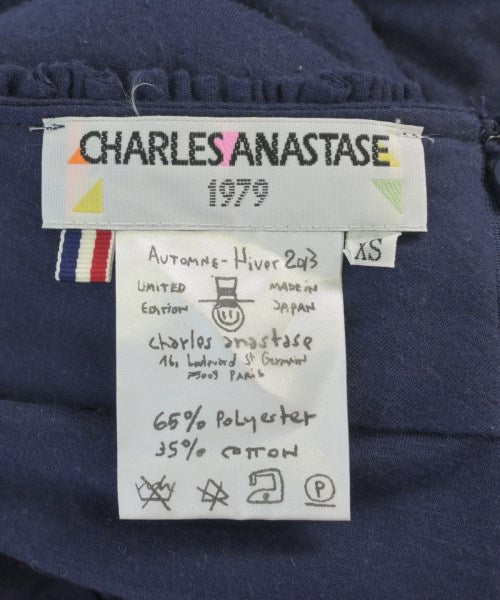 CHARLES ANASTASE
1979
XS
AUTOMNE-HIVER 2013
LIMITED EDITION
MADE IN JAPAN
charles anastase
16, boulevard St Germain
75005 PARIS
65% Polyester
35% COTTON
P